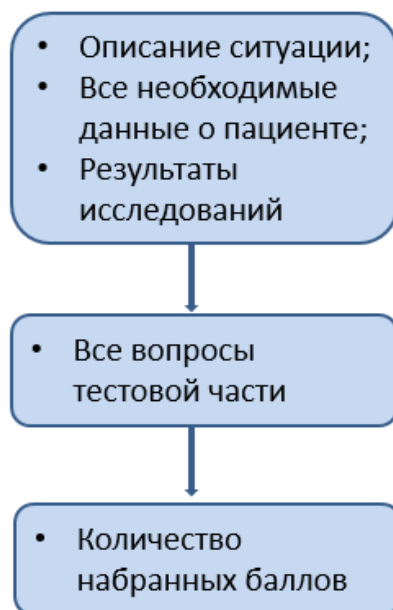 • Описание ситуации;
• Все необходимые
данные о пациенте;
• Результаты
исследований
• Все вопросы
тестовой части
• Количество
набранных баллов